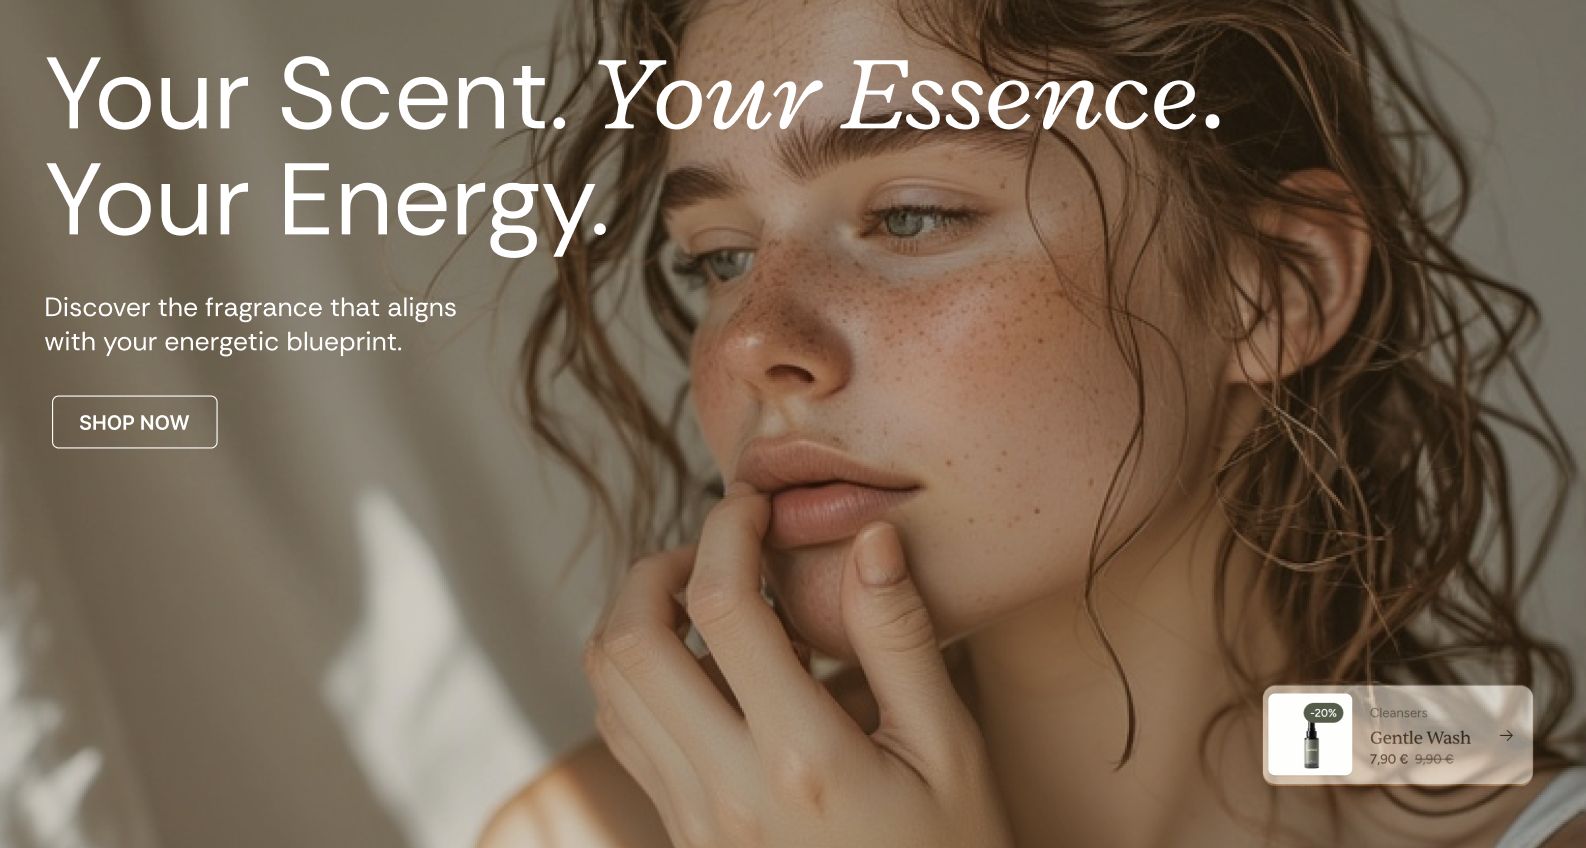 Your Scent. Your Essence.
Your Energy.
Discover the fragrance that aligns
with your energetic blueprint.
SHOP NOW
-20%
Cleansers
Gentle Wash
7,90 € 9,90 €